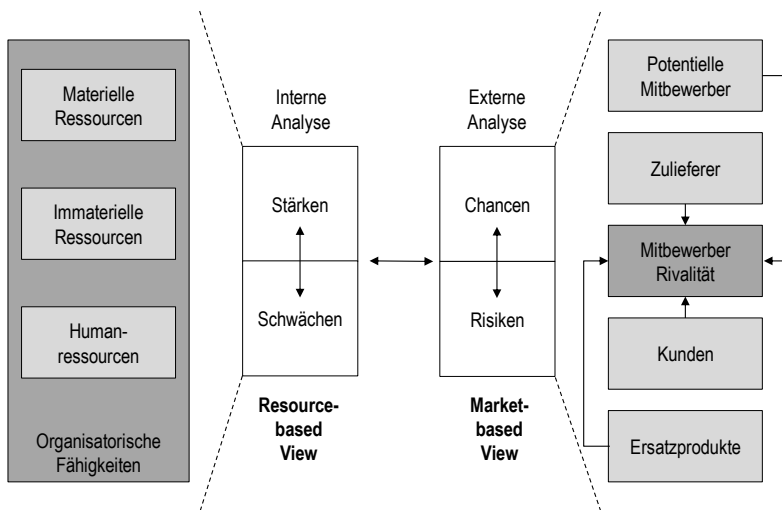 Materielle
Ressourcen
Immaterielle
Ressourcen
Human-
ressourcen
Organisatorische
Fähigkeiten
Interne
Analyse
Stärken
Schwächen
Resource-
based
View
Externe
Analyse
Chancen
Risiken
Market-
based
View
Potentielle
Mitbewerber
Zulieferer
Mitbewerber
Rivalität
Kunden
Ersatzprodukte